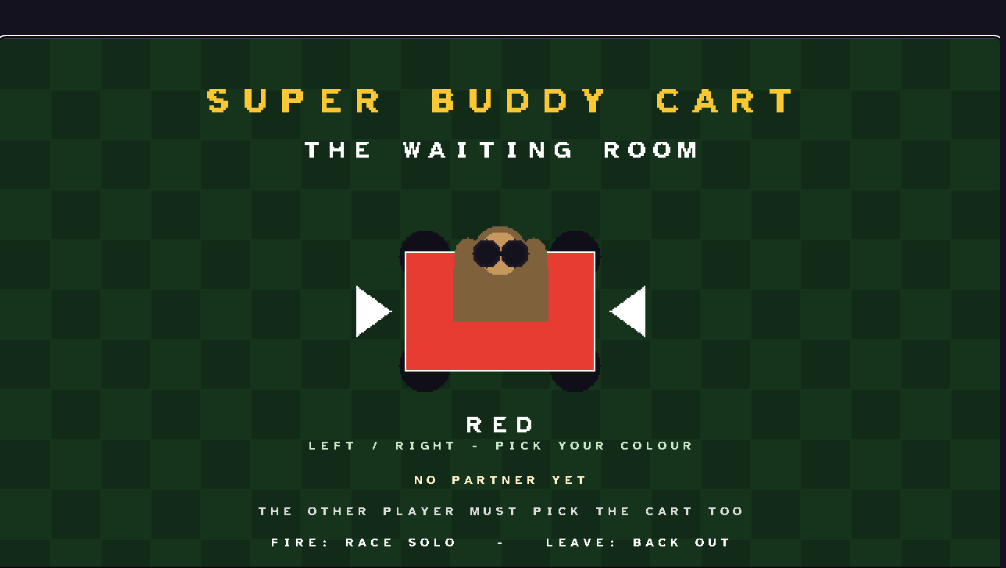 SUPER BUDDY CART
THE WAITING ROOM
RED
LEFT / RIGHT - PICK YOUR COLOUR
NO PARTNER YET
THE OTHER PLAYER MUST PICK THE CART TOO
FIRE: RACE SOLO - LEAVE: BACK OUT